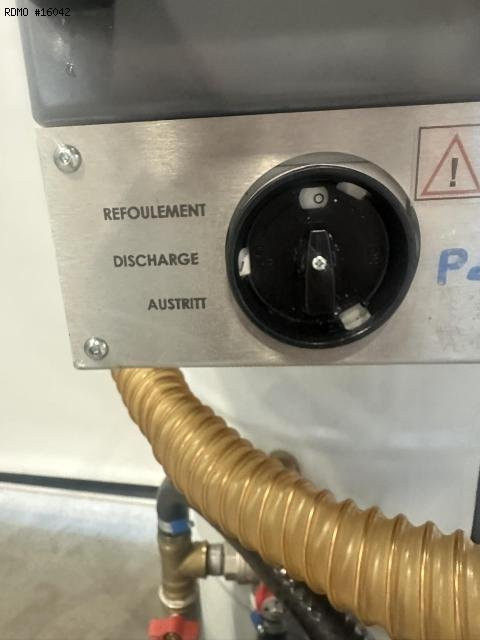 RDMO #16042
REFOULEMENT
O
DISCHARGE
AUSTRITT
!